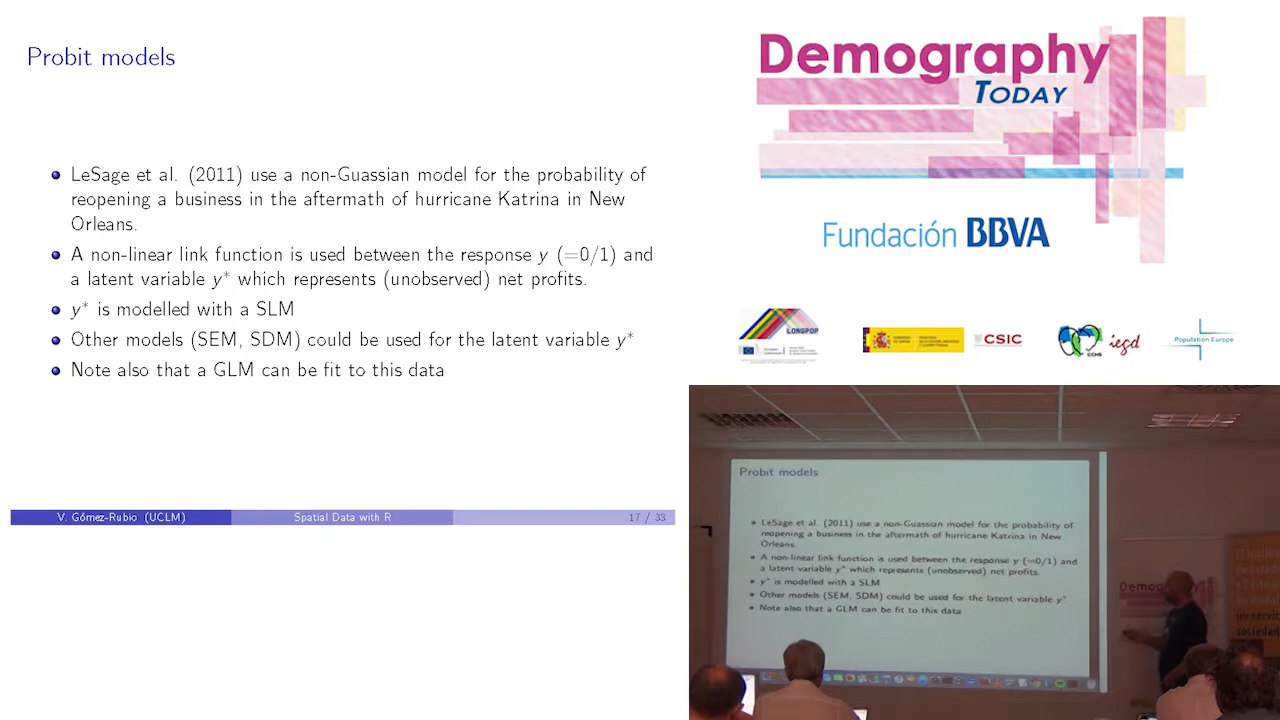 Probit models
LeSage et al. (2011) use a non-Guassian model for the probability of
reopening a business in the aftermath of hurricane Katrina in New
Orleans.
A non-linear link function is used between the response y (=0/1) and
a latent variable y* which represents (unobserved) net profits.
y* is modelled with a SLM
Other models (SEM, SDM) could be used for the latent variable y*
Note also that a GLM can be fit to this data
V. Gómez-Rubio (UCLM) Spatial Data with R 17 / 33
Demography
TODAY
Fundación BBVA
LONGPOP
CSIC
CCHS
iegd
Population Europe
Probit models
LeSage et al. (2011) use a non-Guassian model for the probability of
reopening a business in the aftermath of hurricane Katrina in New
Orleans.
A non-linear link function is used between the response y (=0/1) and
a latent variable y* which represents (unobserved) net profits.
y* is modelled with a SLM
Other models (SEM, SDM) could be used for the latent variable y*
Note also that a GLM can be fit to this data
Demography